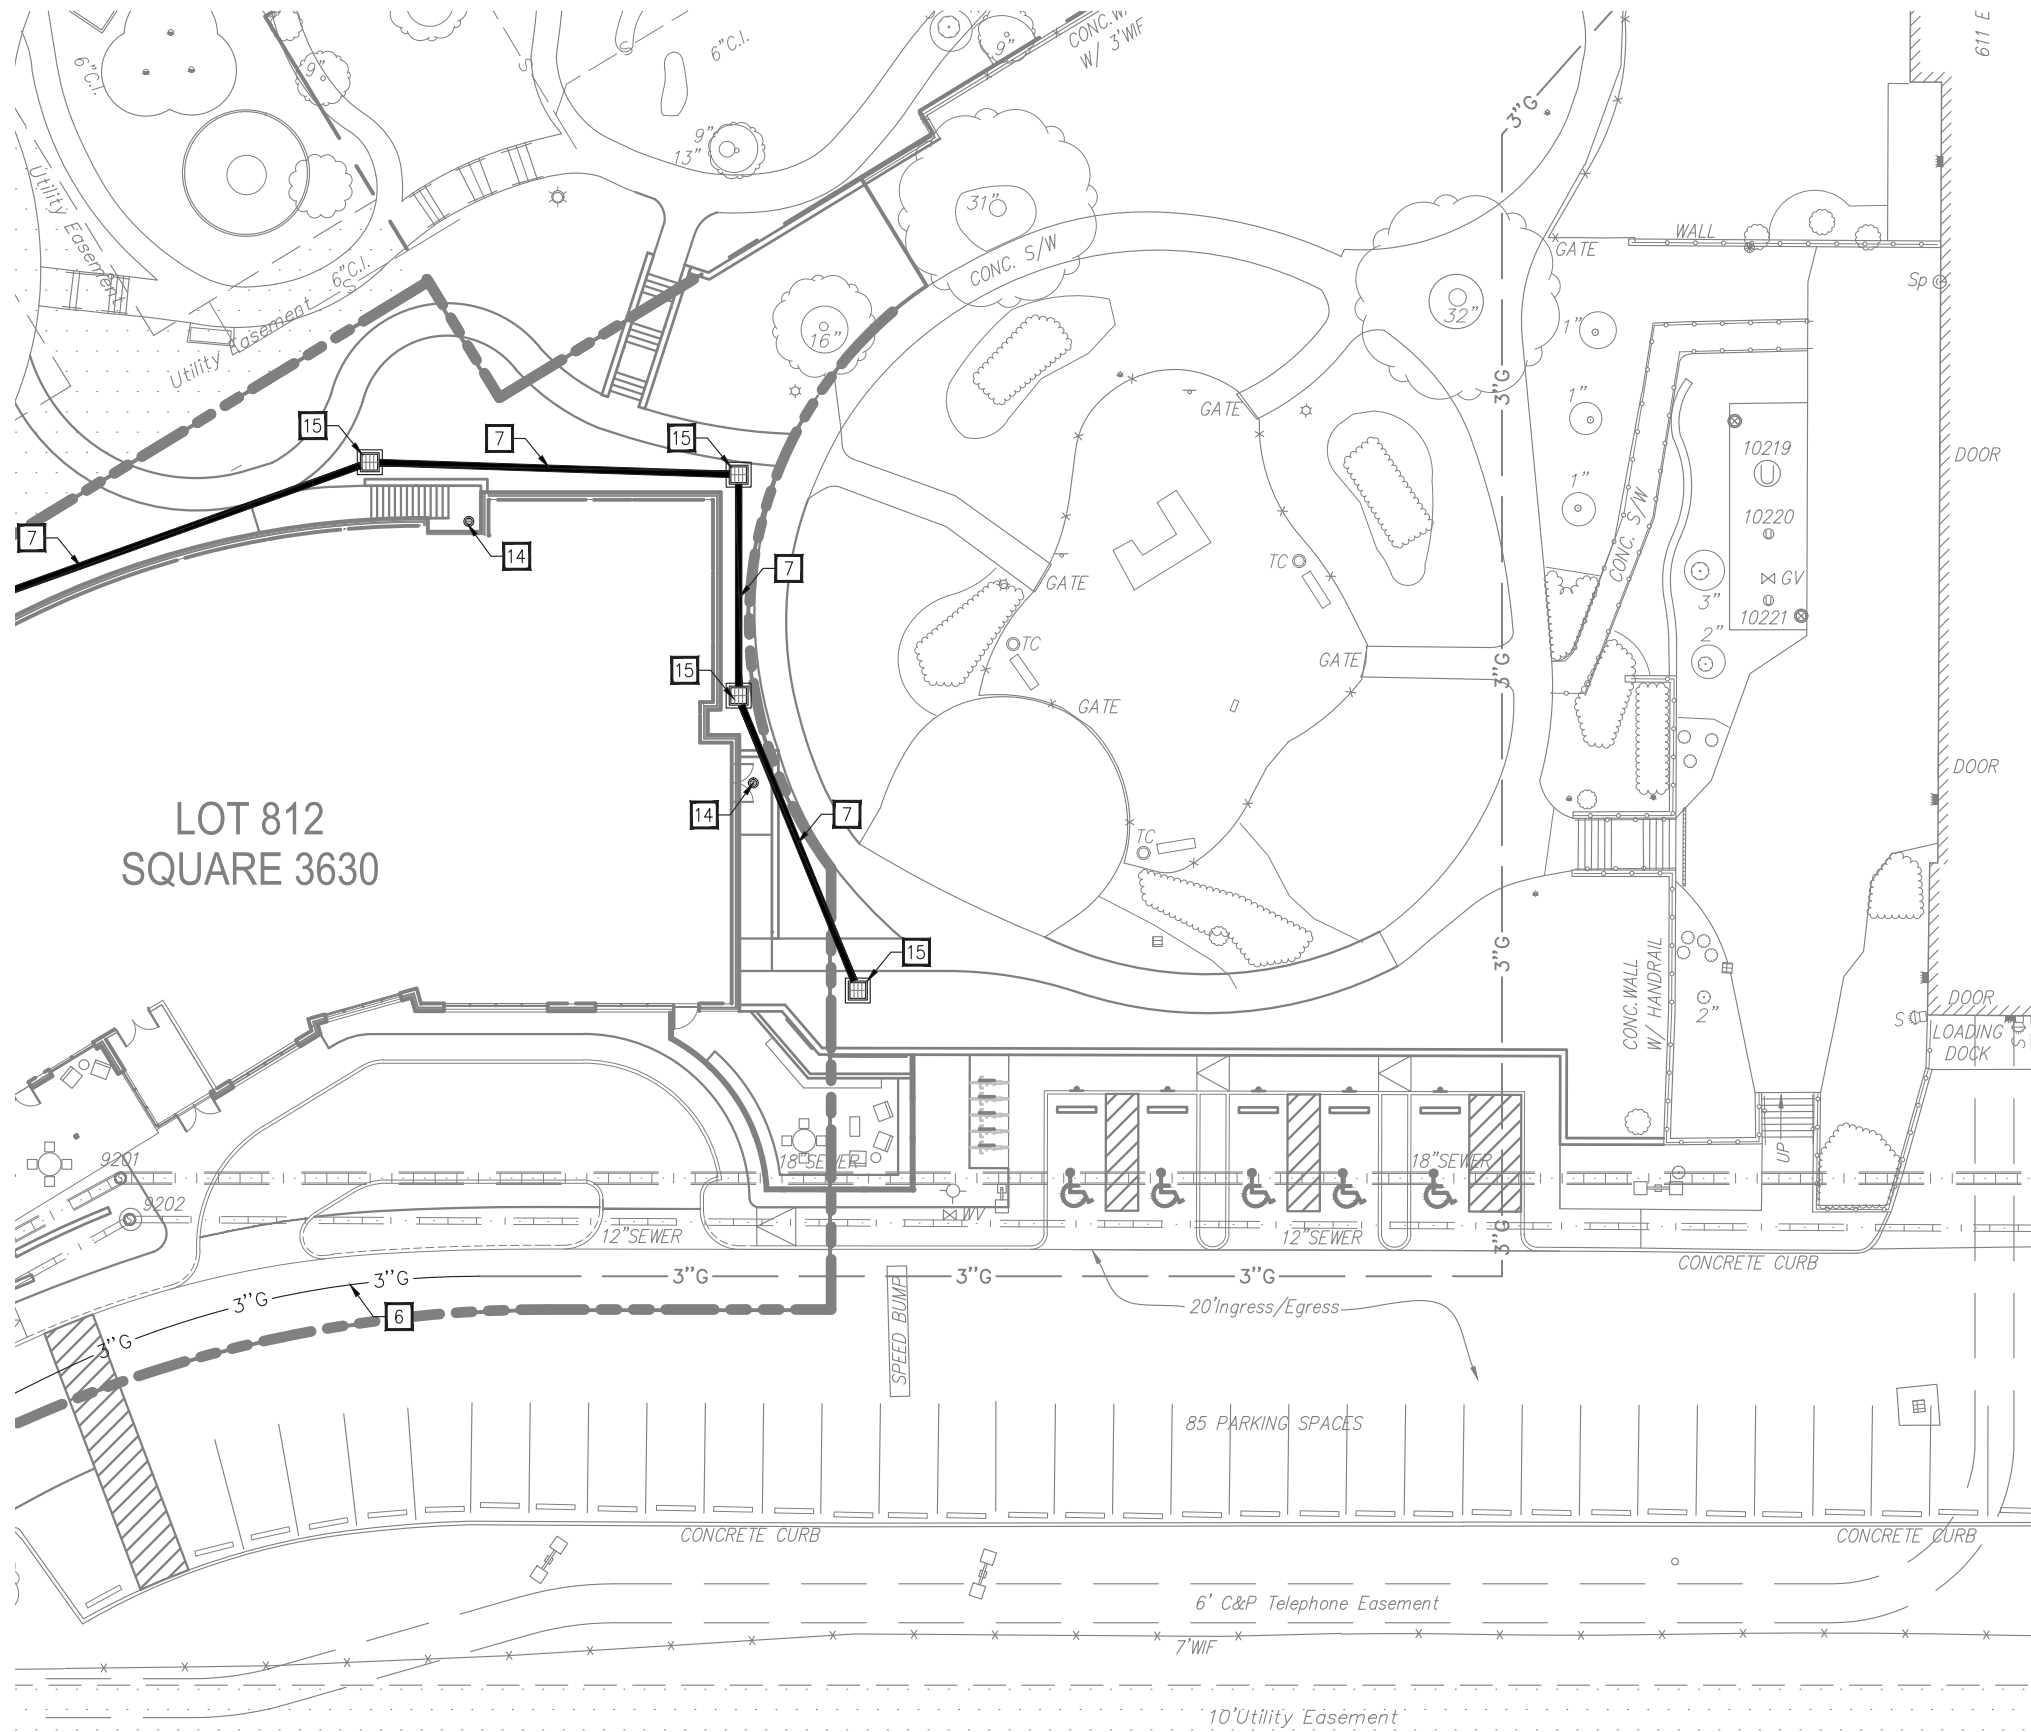 611 E
CONC.W
W/ 3'WIF
6"C.I.
6"C.I.
9"
9"
9"
13"
S
3"G
Utility Easement
31"
WALL
GATE
CONC. S/W
6"C.I.
S
Utility Easement
Sp
16"
32"
1"
3"G
1"
GATE
15
7
15
10219
U
DOOR
1"
7
14
10220
CONC. S/W
7
TC
GATE
GV
3"
10221
15
TC
GATE
3"G
2"
GATE
DOOR
14
7
LOT 812
SQUARE 3630
TC
15
3"G
CONC.WALL
W/ HANDRAIL
2"
DOOR
S
LOADING
DOCK
S
UP
9201
18"SEWER
18"SEWER
9202
WV
12"SEWER
12"SEWER
3"G
CONCRETE CURB
3"G
3"G
3"G
3"G
3"G
3"G
6
20'Ingress/Egress
SPEED BUMP
85 PARKING SPACES
CONCRETE CURB
CONCRETE CURB
6' C&P Telephone Easement
7'WIF
10'Utility Easement